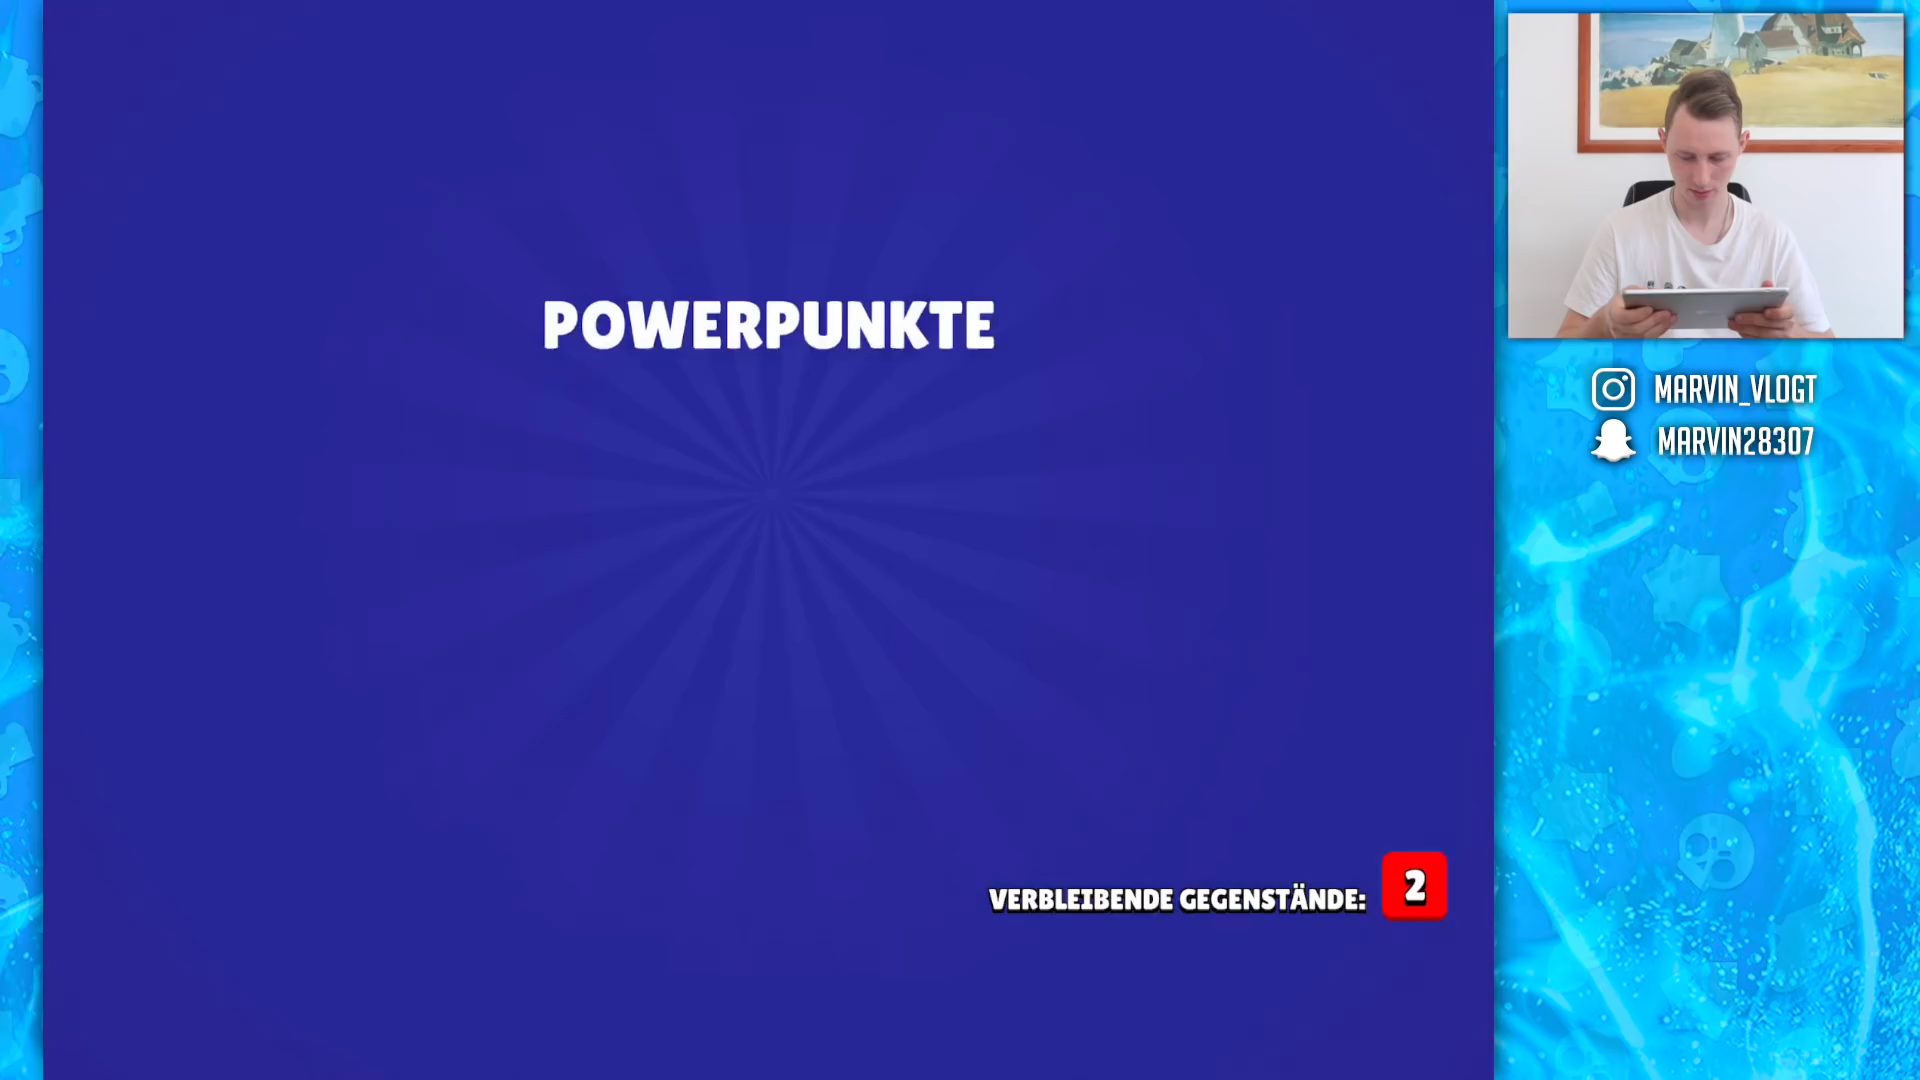 POWERPUNKTE
VERBLEIBENDE GEGENSTÄNDE: 2
MARVIN_VLOGT
MARVIN28307